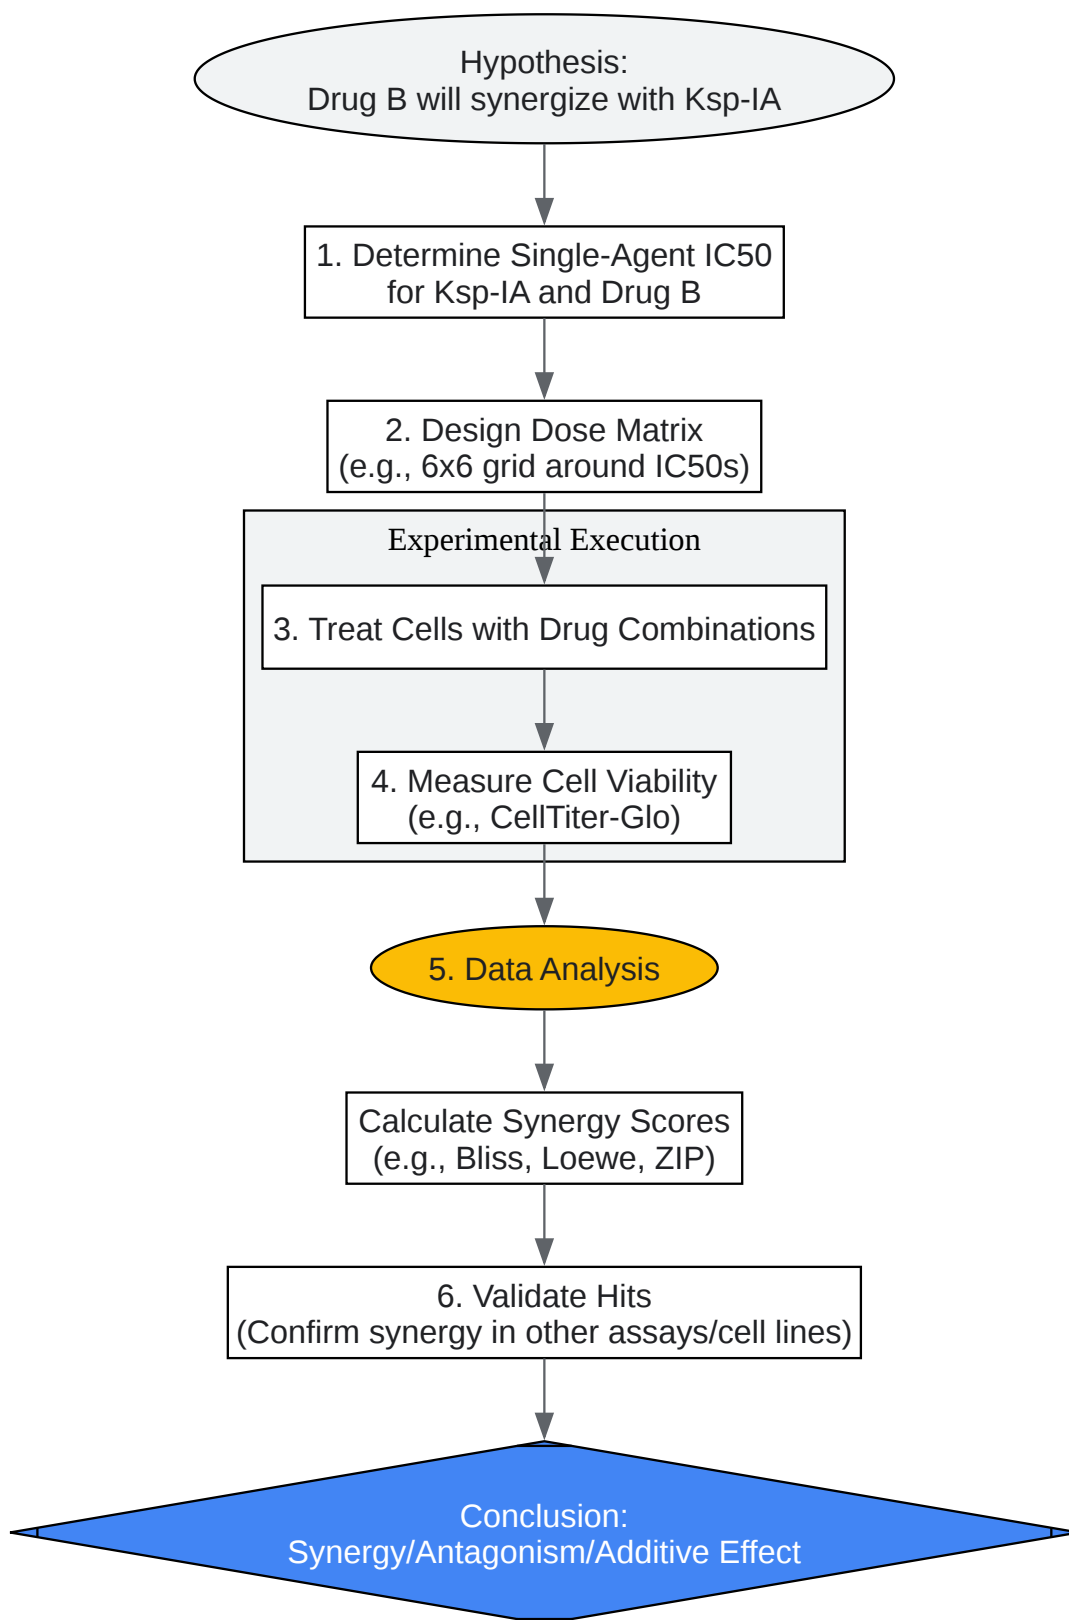 Hypothesis:
Drug B will synergize with Ksp-IA
1. Determine Single-Agent IC50
for Ksp-IA and Drug B
2. Design Dose Matrix
(e.g., 6x6 grid around IC50s)
Experimental Execution
3. Treat Cells with Drug Combinations
4. Measure Cell Viability
(e.g., CellTiter-Glo)
5. Data Analysis
Calculate Synergy Scores
(e.g., Bliss, Loewe, ZIP)
6. Validate Hits
(Confirm synergy in other assays/cell lines)
Conclusion:
Synergy/Antagonism/Additive Effect